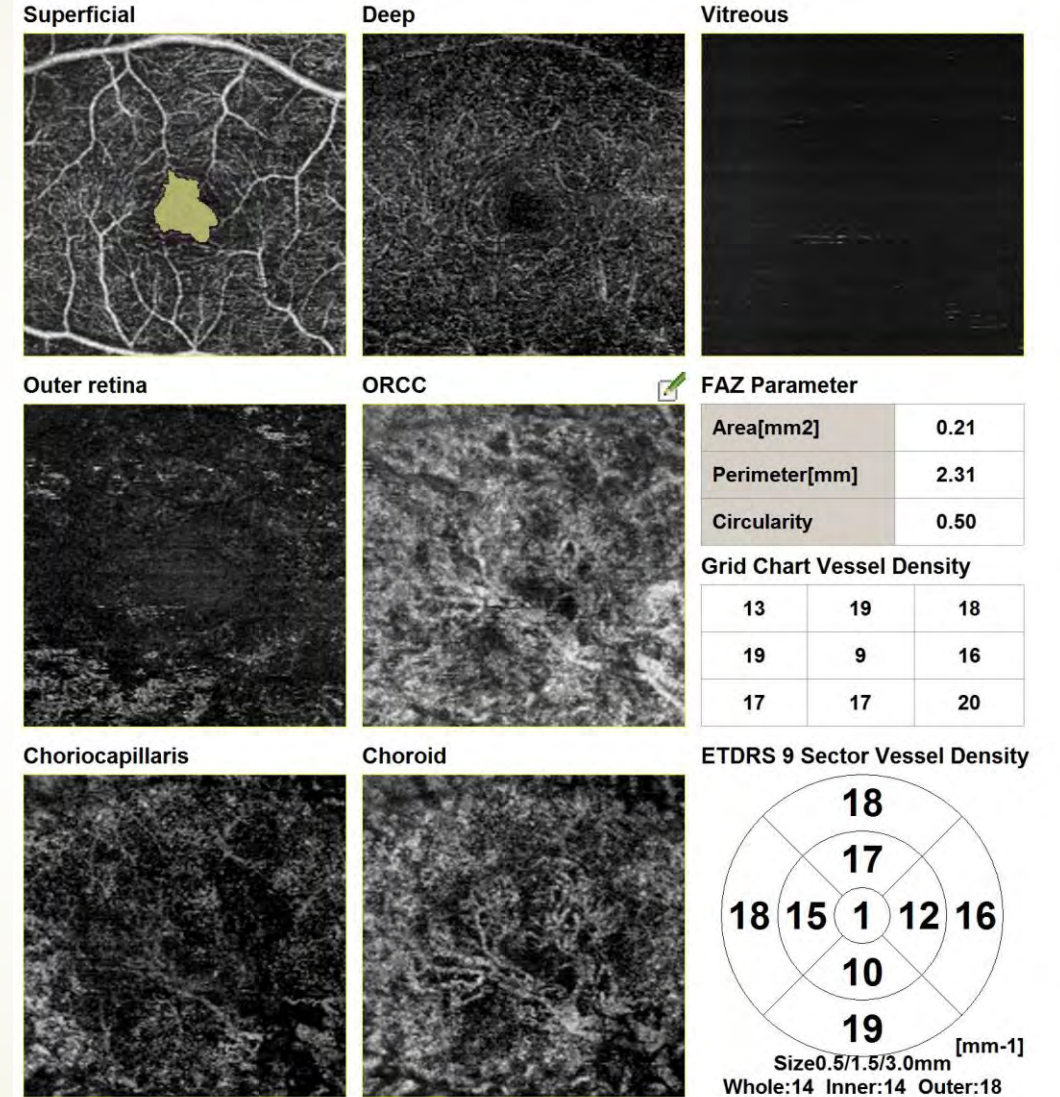 Superficial
Deep
Vitreous
Outer retina
ORCC
FAZ Parameter
Area[mm2] 0.21
Perimeter[mm] 2.31
Circularity 0.50
Grid Chart Vessel Density
13 19 18
19 9 16
17 17 20
Choriocapillaris
Choroid
ETDRS 9 Sector Vessel Density
18
17
18 15 1 12 16
10
19
[mm-1]
Size0.5/1.5/3.0mm
Whole:14 Inner:14 Outer:18